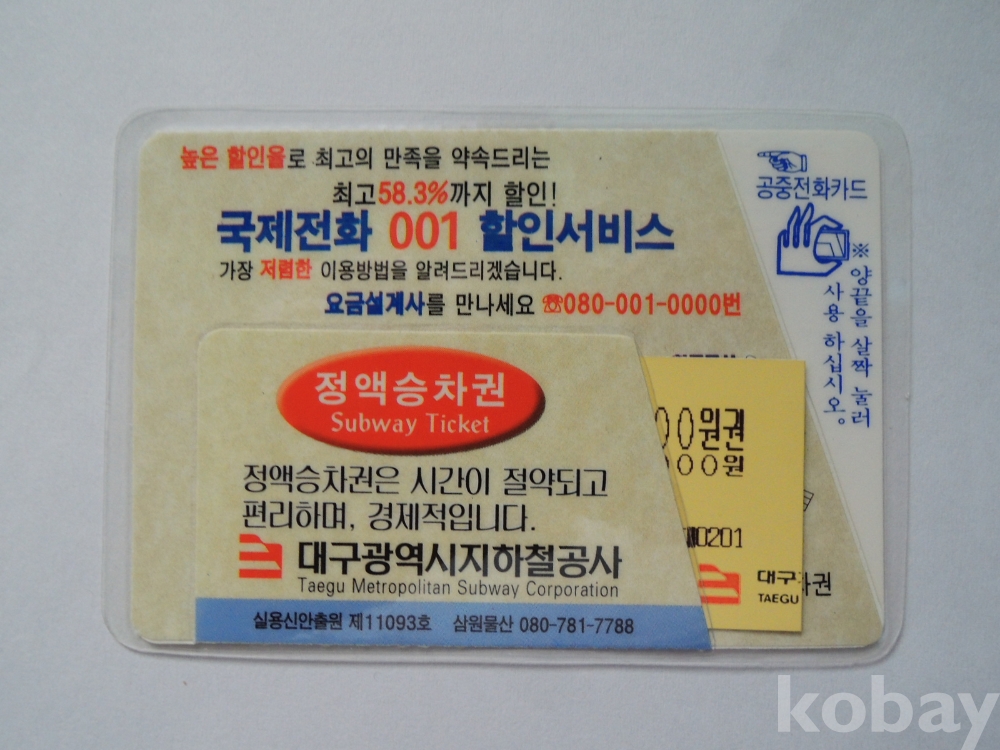 높은 할인율로 최고의 만족을 약속드리는
최고58.3%까지 할인!
국제전화 001 할인서비스
가장 저렴한 이용방법을 알려드리겠습니다.
요금설계사를 만나세요 ☏080-001-0000번
공중전화카드
※양끝을 살짝 눌러
사용 하십시오。
정액승차권
Subway Ticket
정액승차권은 시간이 절약되고
편리하며, 경제적입니다.
대구광역시지하철공사
Taegu Metropolitan Subway Corporation
실용신안출원 제11093호 삼원물산 080-781-7788
00원권
000원
0201
대구
차권
TAEGU
kobay